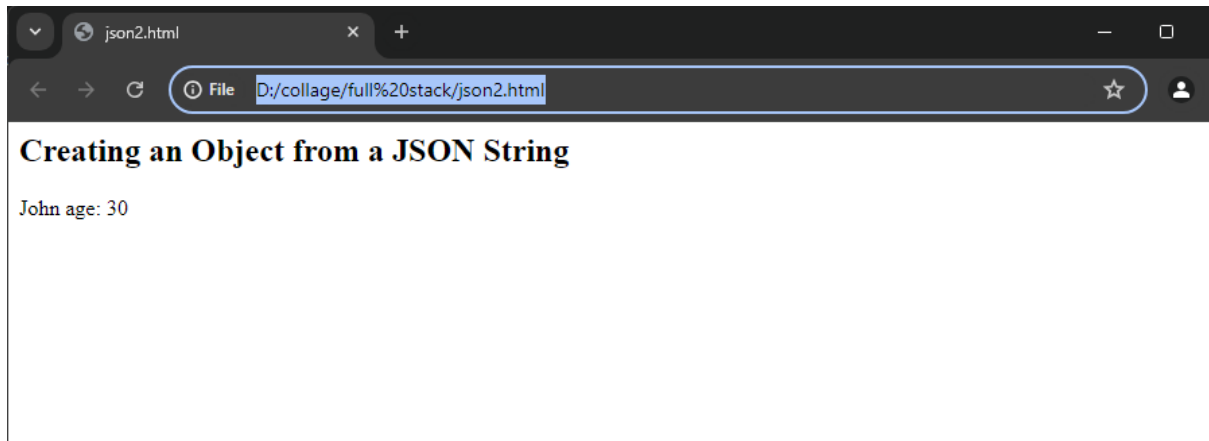 json2.html
File D:/collage/full%20stack/json2.html
Creating an Object from a JSON String
John age: 30